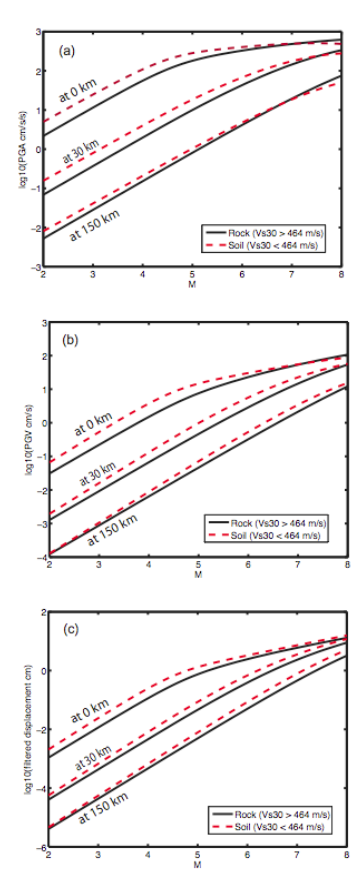 3
(a)
2
at 0 km
1
at 30 km
0
−1
at 150 km
−2
−3
log10(PGA cm/s/s)
Rock (Vs30 > 464 m/s)
Soil (Vs30 < 464 m/s)
2 3 4 5 6 7 8
M
3
(b)
2
1
at 0 km
0
−1
at 30 km
−2
−3
at 150 km
−4
log10(PGV cm/s)
Rock (Vs30 > 464 m/s)
Soil (Vs30 < 464 m/s)
2 3 4 5 6 7 8
M
2
(c)
0
at 0 km
−2
at 30 km
−4
at 150 km
−6
log10(filtered displacement cm)
Rock (Vs30 > 464 m/s)
Soil (Vs30 < 464 m/s)
2 3 4 5 6 7 8
M